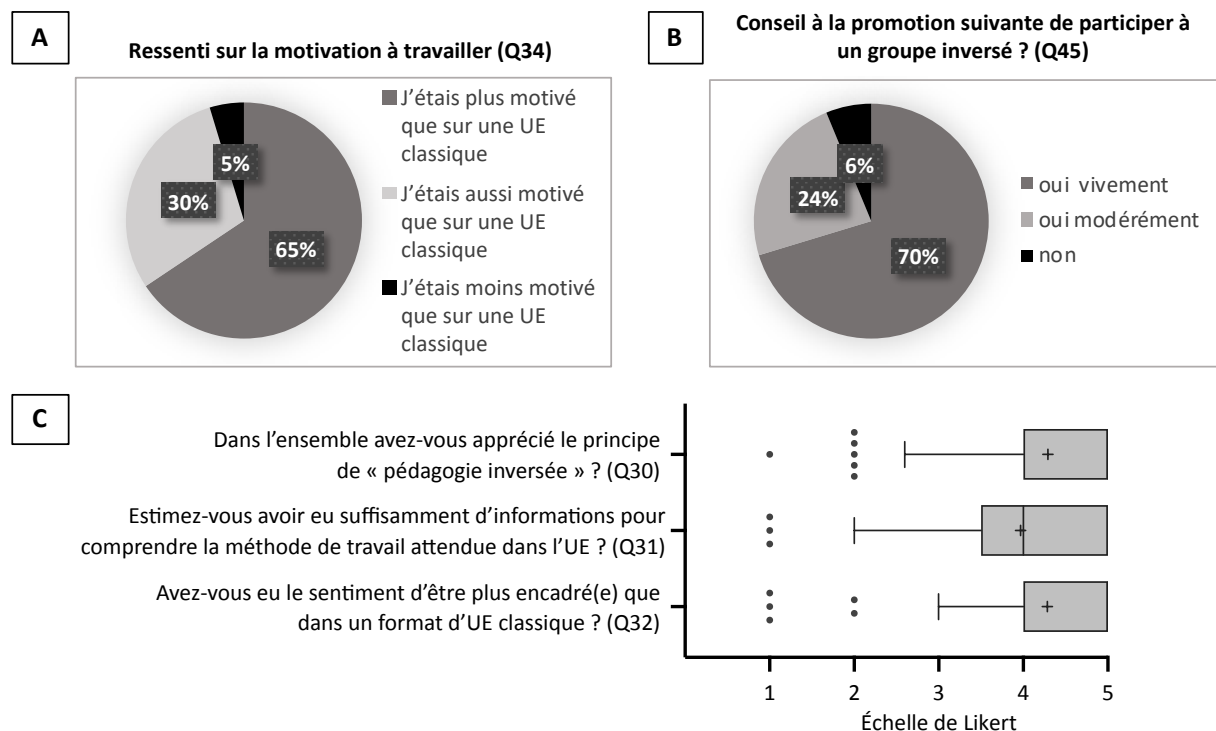 A
Ressenti sur la motivation à travailler (Q34)
J'étais plus motivé
que sur une UE
classique
J'étais aussi motivé
que sur une UE
classique
J'étais moins motivé
que sur une UE
classique
5%
30%
65%
B
Conseil à la promotion suivante de participer à
un groupe inversé ? (Q45)
6%
24%
70%
oui vivement
oui modérément
non
C
Dans l'ensemble avez-vous apprécié le principe
de « pédagogie inversée » ? (Q30)
Estimez-vous avoir eu suffisamment d'informations pour
comprendre la méthode de travail attendue dans l'UE ? (Q31)
Avez-vous eu le sentiment d'être plus encadré(e) que
dans un format d'UE classique ? (Q32)
1 2 3 4 5
Échelle de Likert